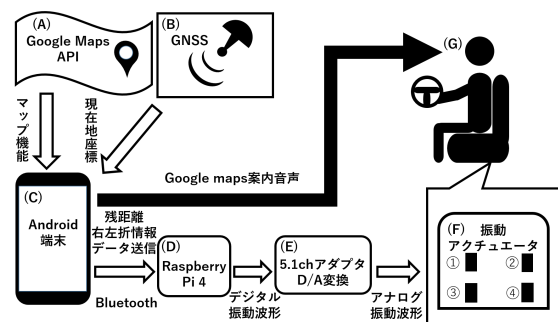 (A)
Google Maps
API
(B)
GNSS
(G)
マップ機能
現在地座標
Google maps案内音声
(C)
Android
端末
残距離
右左折情報
データ送信
Bluetooth
(D)
Raspberry
Pi 4
デジタル
振動波形
(E)
5.1chアダプタ
D/A変換
アナログ
振動波形
(F) 振動
アクチュエータ
① ②
③ ④